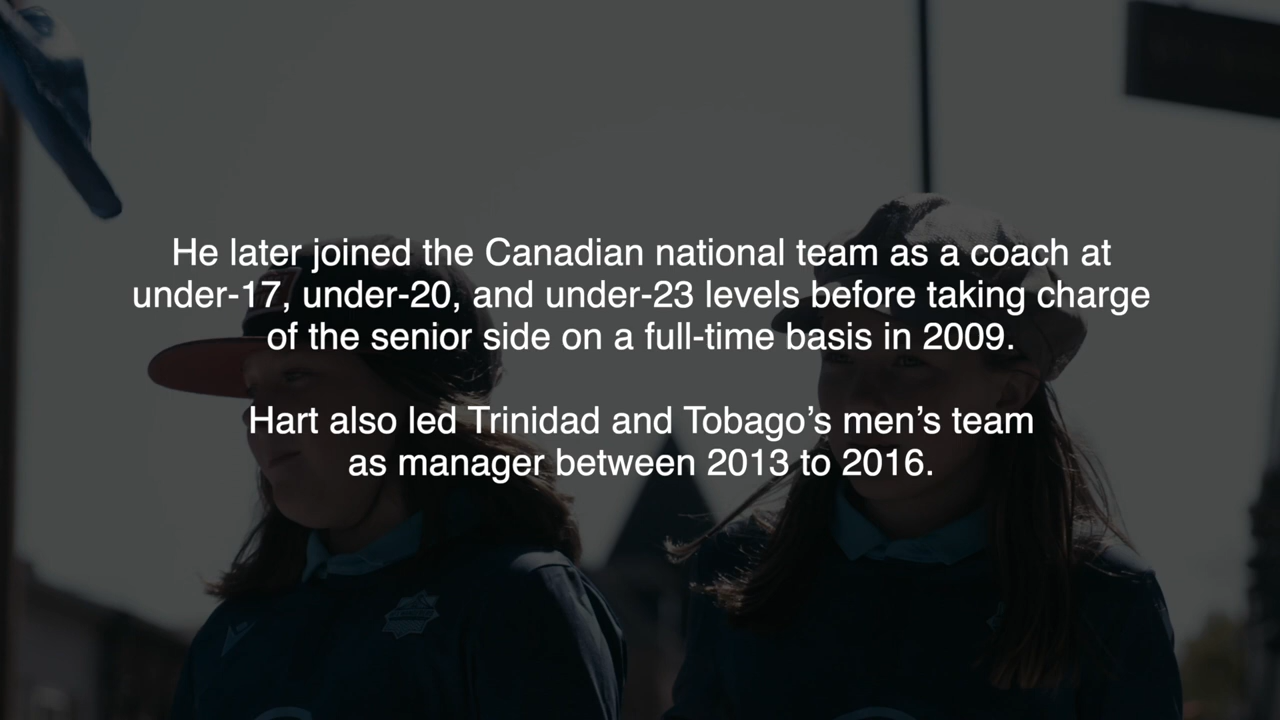 He later joined the Canadian national team as a coach at
under-17, under-20, and under-23 levels before taking charge
of the senior side on a full-time basis in 2009.
Hart also led Trinidad and Tobago’s men’s team
as manager between 2013 to 2016.